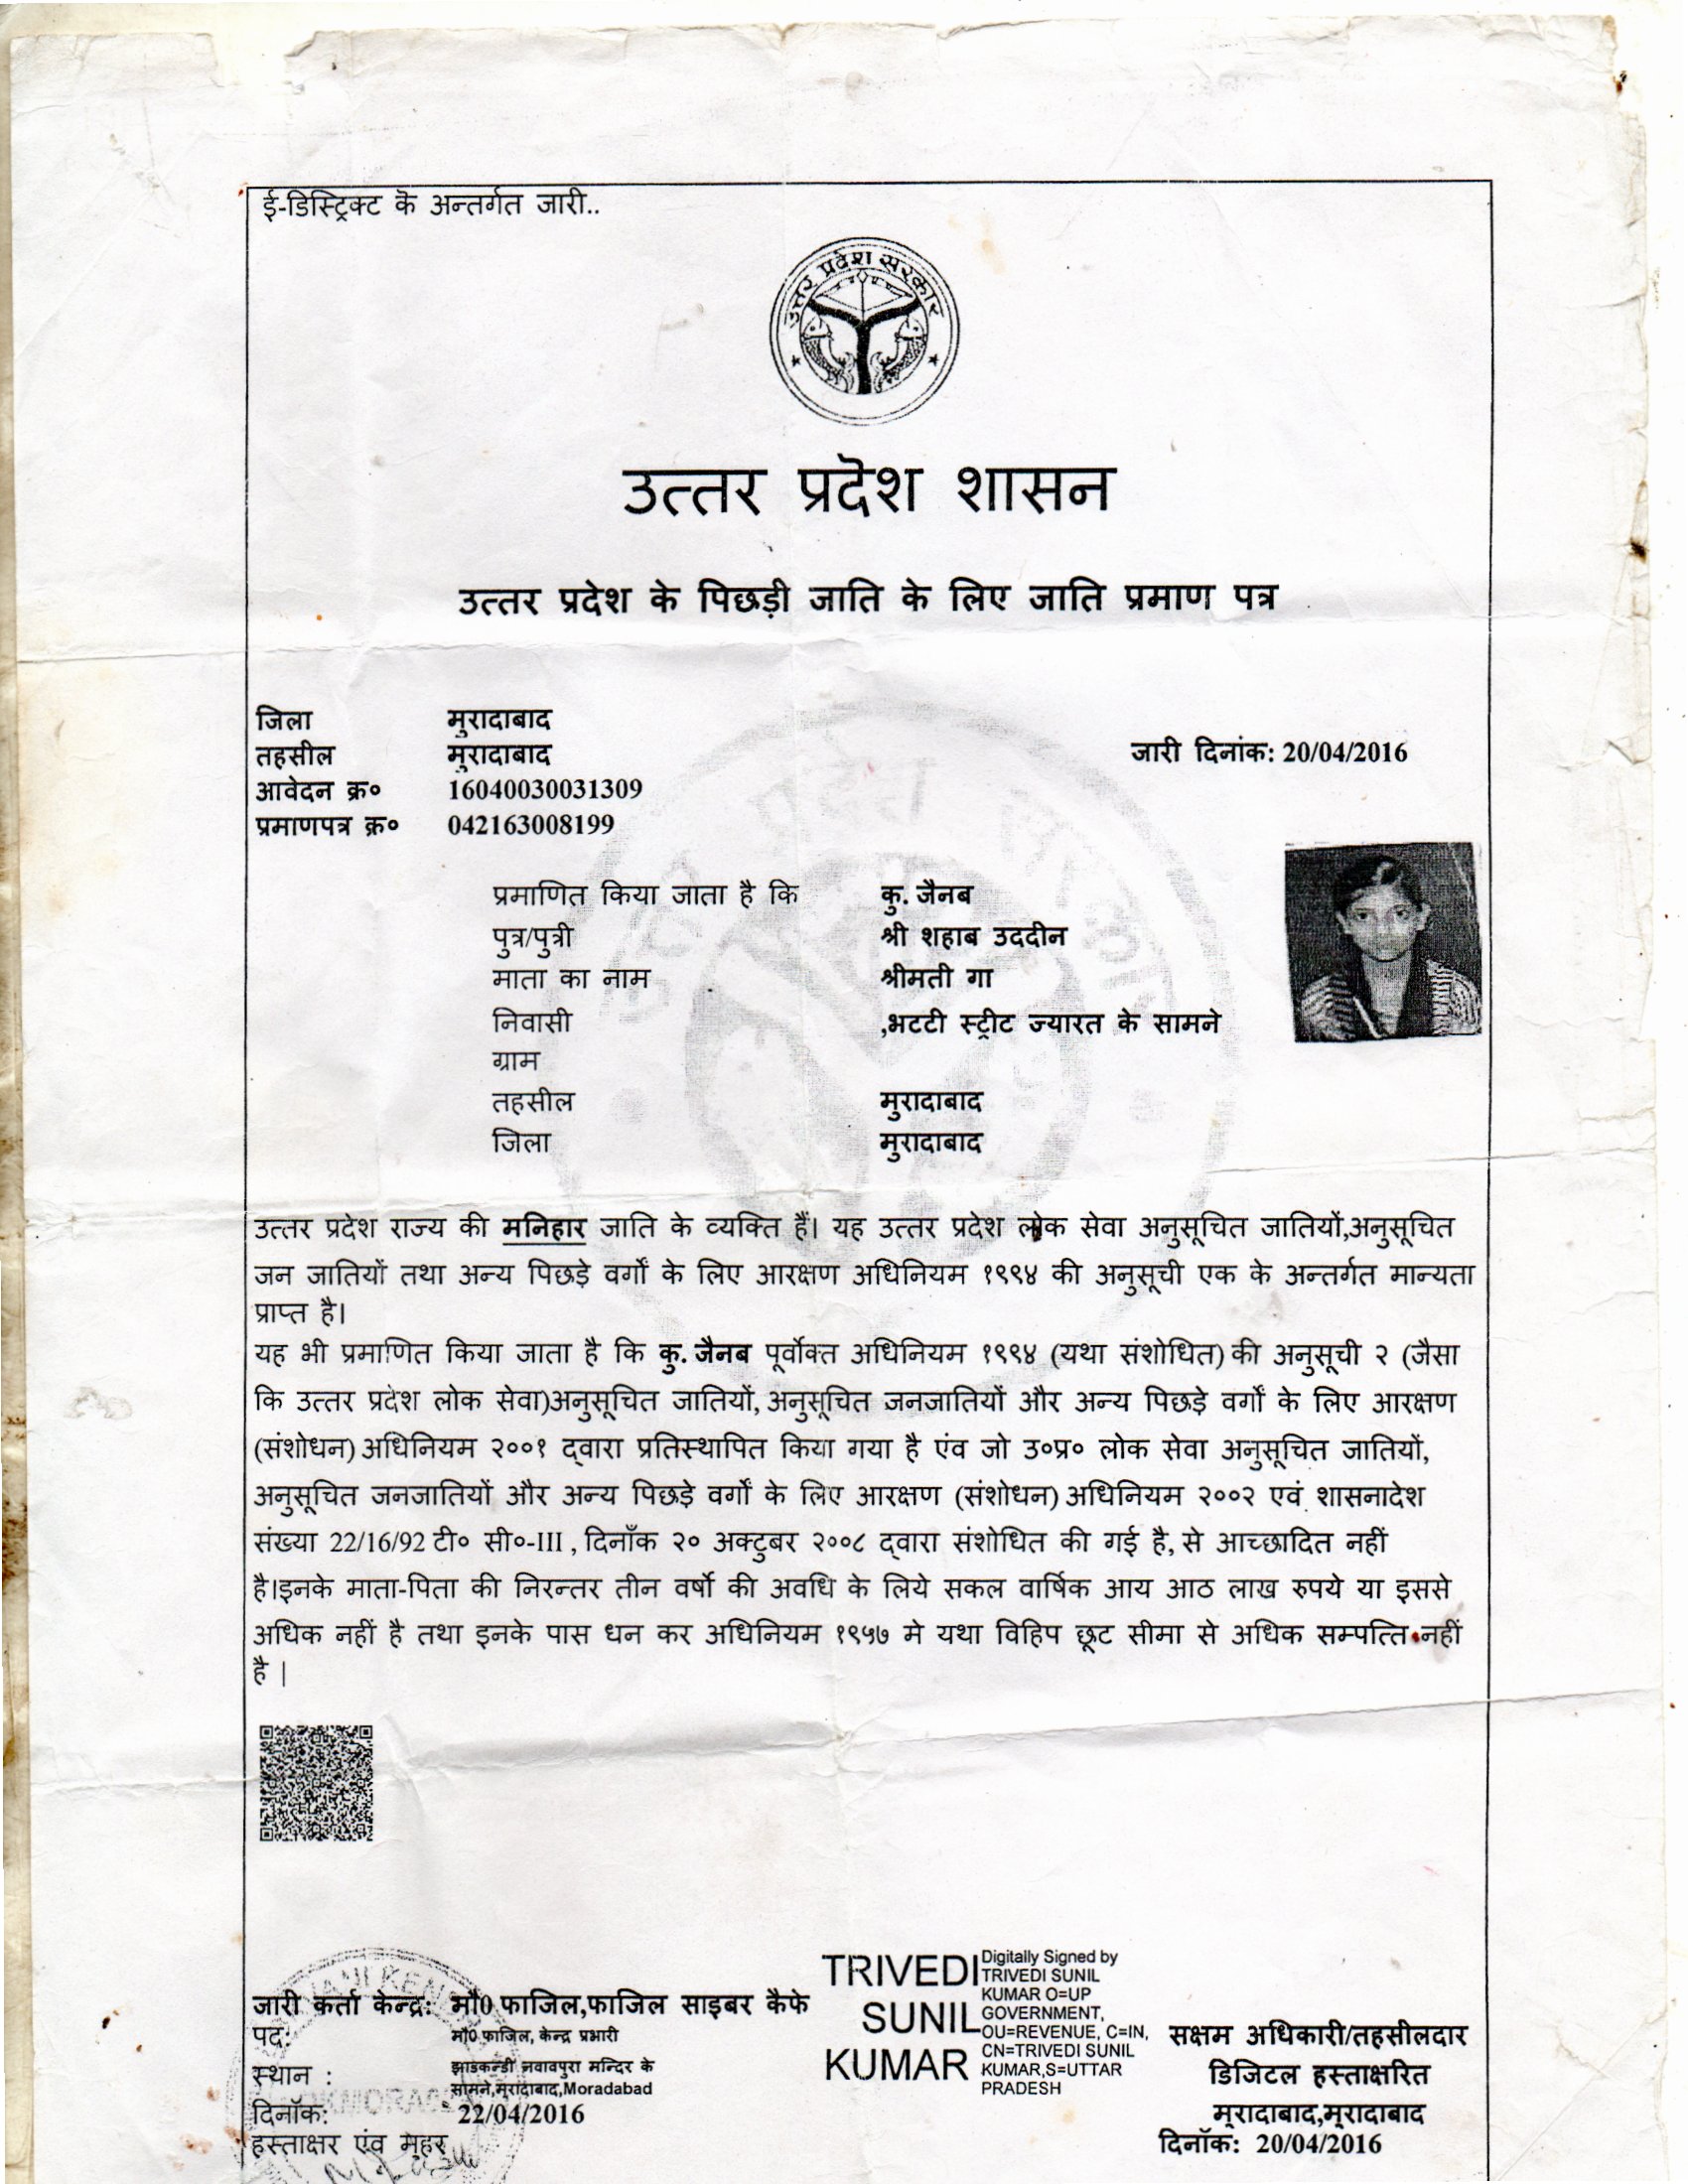 ई-डिस्ट्रिक्ट के अन्तर्गत जारी..
उत्तर प्रदेश सरकार
उत्तर प्रदेश शासन
उत्तर प्रदेश के पिछड़ी जाति के लिए जाति प्रमाण पत्र
जिला मुरादाबाद
तहसील मुरादाबाद जारी दिनांक: 20/04/2016
आवेदन क्र० 16040030031309
प्रमाणपत्र क्र० 042163008199
प्रमाणित किया जाता है कि कु. जैनब
पुत्र/पुत्री श्री शहाब उददीन
माता का नाम श्रीमती गा
निवासी ,भटटी स्ट्रीट ज्यारत के सामने
ग्राम
तहसील मुरादाबाद
जिला मुरादाबाद
उत्तर प्रदेश राज्य की मनिहार जाति के व्यक्ति हैं। यह उत्तर प्रदेश लोक सेवा अनुसूचित जातियों,अनुसूचित
जन जातियों तथा अन्य पिछड़े वर्गों के लिए आरक्षण अधिनियम १९९४ की अनुसूची एक के अन्तर्गत मान्यता
प्राप्त है।
यह भी प्रमाणित किया जाता है कि कु. जैनब पूर्वोक्त अधिनियम १९९४ (यथा संशोधित) की अनुसूची २ (जैसा
कि उत्तर प्रदेश लोक सेवा)अनुसूचित जातियों, अनुसूचित जनजातियों और अन्य पिछड़े वर्गों के लिए आरक्षण
(संशोधन) अधिनियम २००१ द्वारा प्रतिस्थापित किया गया है एंव जो उ०प्र० लोक सेवा अनुसूचित जातियों,
अनुसूचित जनजातियों और अन्य पिछड़े वर्गों के लिए आरक्षण (संशोधन) अधिनियम २००२ एवं शासनादेश
संख्या 22/16/92 टी० सी०-III , दिनाँक २० अक्टुबर २००८ द्वारा संशोधित की गई है, से आच्छादित नहीं
है।इनके माता-पिता की निरन्तर तीन वर्षो की अवधि के लिये सकल वार्षिक आय आठ लाख रुपये या इससे
अधिक नहीं है तथा इनके पास धन कर अधिनियम १९५७ मे यथा विहिप छूट सीमा से अधिक सम्पत्ति नहीं
है |
TRIVEDI SUNIL KUMAR
Digitally Signed by
TRIVEDI SUNIL
KUMAR O=UP
GOVERNMENT,
OU=REVENUE, C=IN,
CN=TRIVEDI SUNIL
KUMAR,S=UTTAR
PRADESH
जारी कर्ता केन्द्र: मौ0 फाजिल,फाजिल साइबर कैफे
पद: मौ0 फाजिल, केन्द्र प्रभारी
स्थान : झाडकन्डी नवावपुरा मन्दिर के
सामने,मुरादाबाद,Moradabad
दिनॉक: 22/04/2016
हस्ताक्षर एंव मुहर
सक्षम अधिकारी/तहसीलदार
डिजिटल हस्ताक्षरित
मुरादाबाद,मुरादाबाद
दिनॉक: 20/04/2016